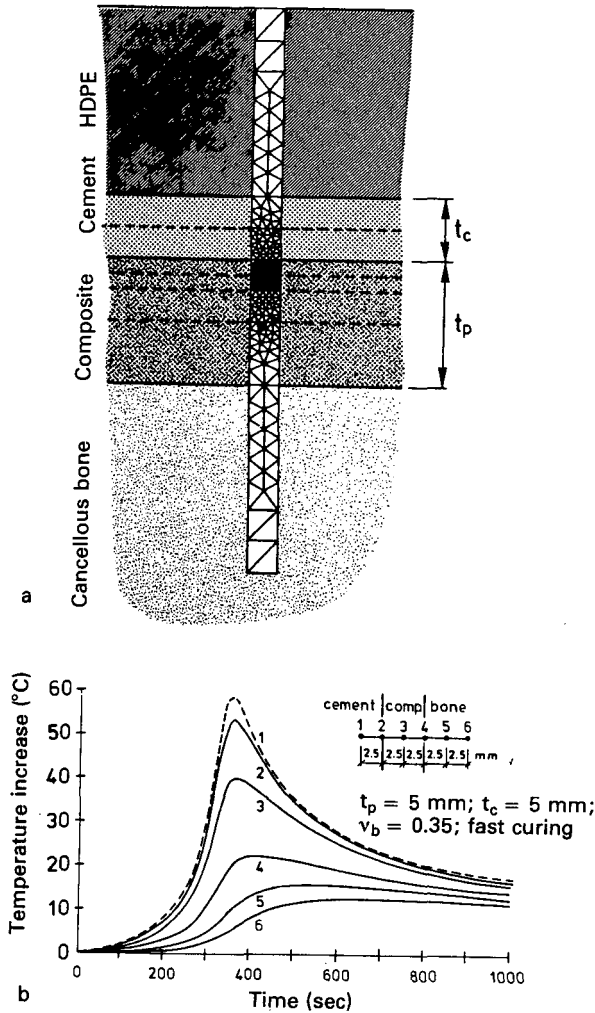 HDPE
Cement
Composite
Cancellous bone
t_c
t_p
a
Temperature increase (°C)
60
50
40
30
20
10
0
1
2
3
4
5
6
cement | comp | bone
1 2 3 4 5 6
2.5 2.5 2.5 2.5 2.5 mm
t_p = 5 mm; t_c = 5 mm;
ν_b = 0.35; fast curing
0 200 400 600 800 1000
Time (sec)
b